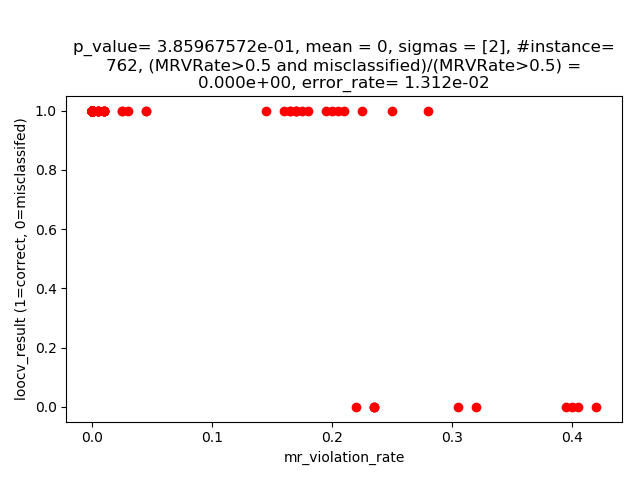 p_value= 3.85967572e-01, mean = 0, sigmas = [2], #instance=
762, (MRVRate>0.5 and misclassified)/(MRVRate>0.5) =
0.000e+00, error_rate= 1.312e-02
1.0
0.8
0.6
0.4
0.2
0.0
loocv_result (1=correct, 0=misclassifed)
0.0 0.1 0.2 0.3 0.4
mr_violation_rate